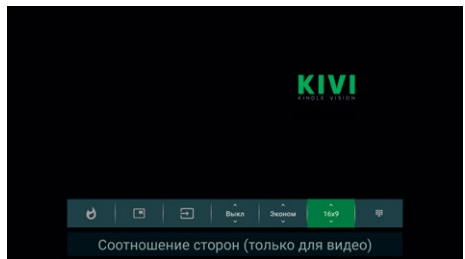 KIVI
KINDLE VISION
Выкл Эконом 16x9
Соотношение сторон (только для видео)